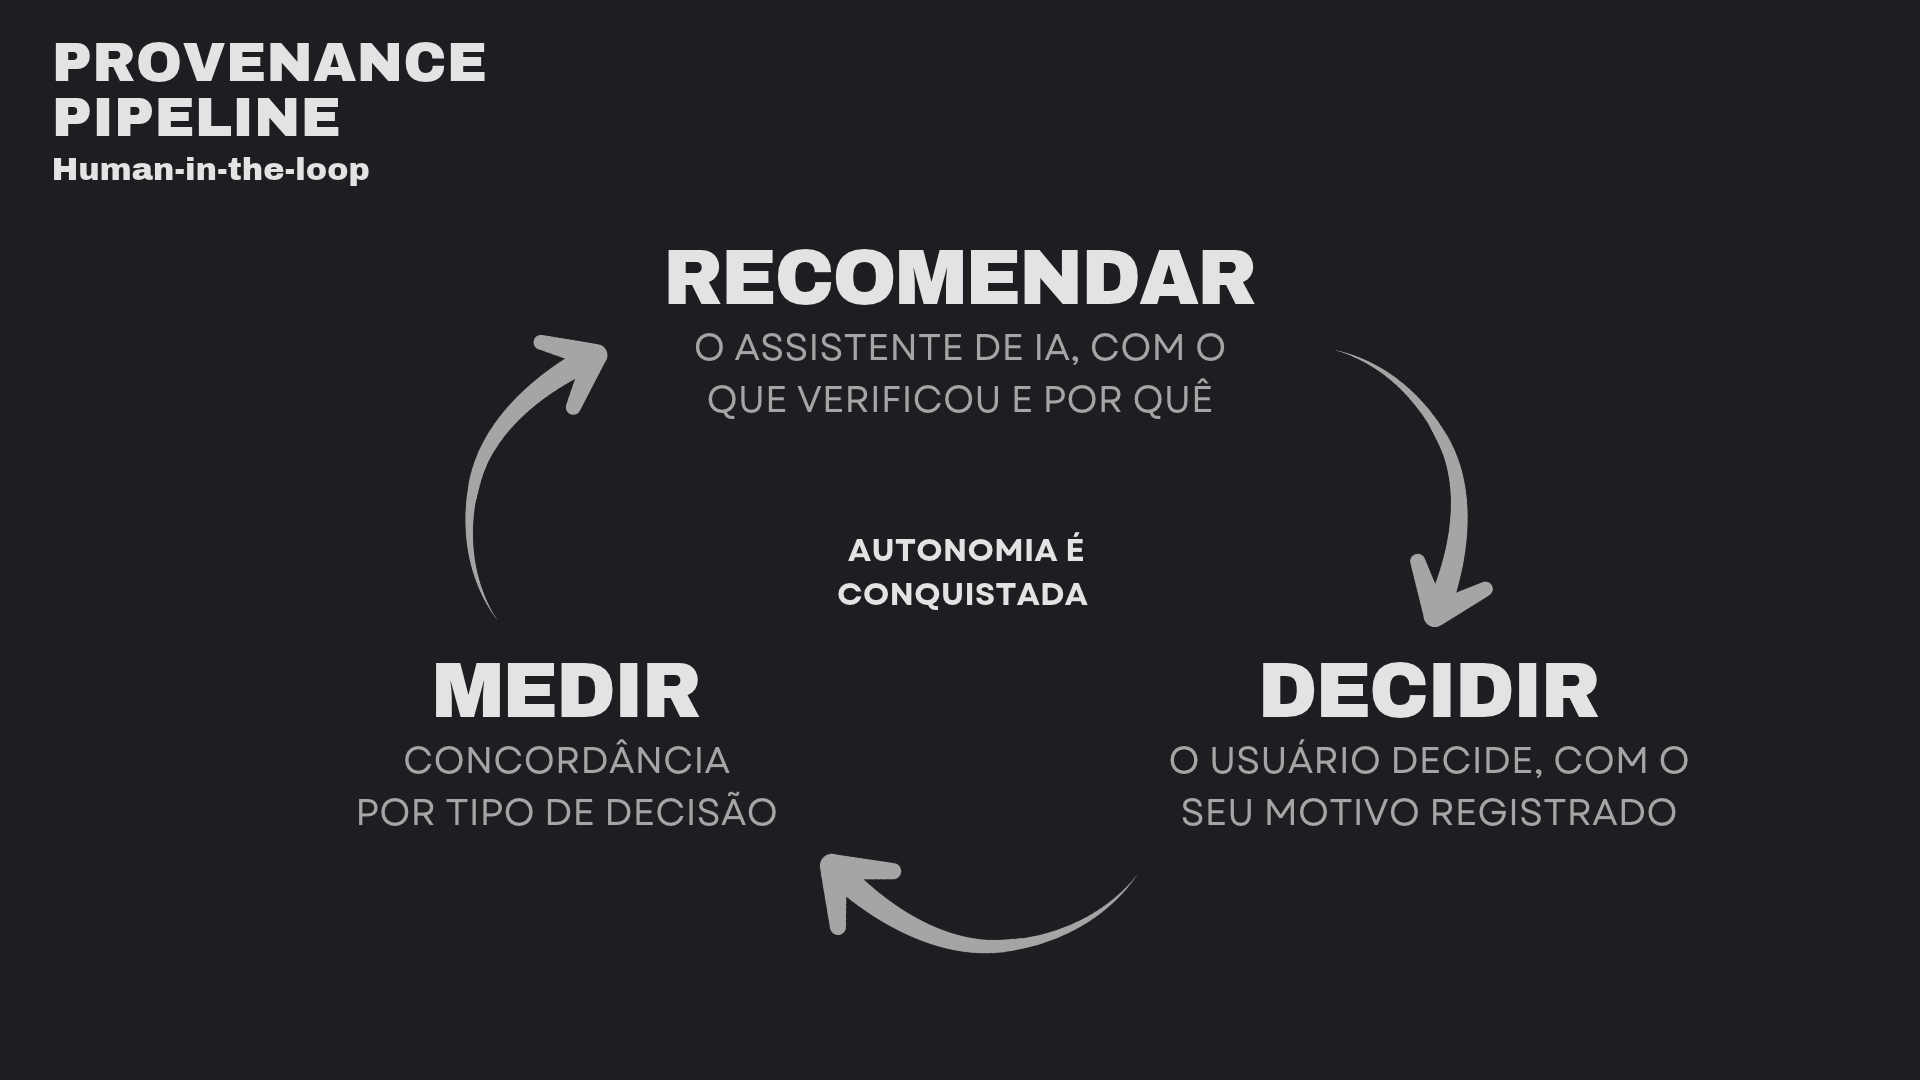 PROVENANCE
PIPELINE
Human-in-the-loop
RECOMENDAR
O ASSISTENTE DE IA, COM O
QUE VERIFICOU E POR QUÊ
AUTONOMIA É
CONQUISTADA
MEDIR
CONCORDÂNCIA
POR TIPO DE DECISÃO
DECIDIR
O USUÁRIO DECIDE, COM O
SEU MOTIVO REGISTRADO